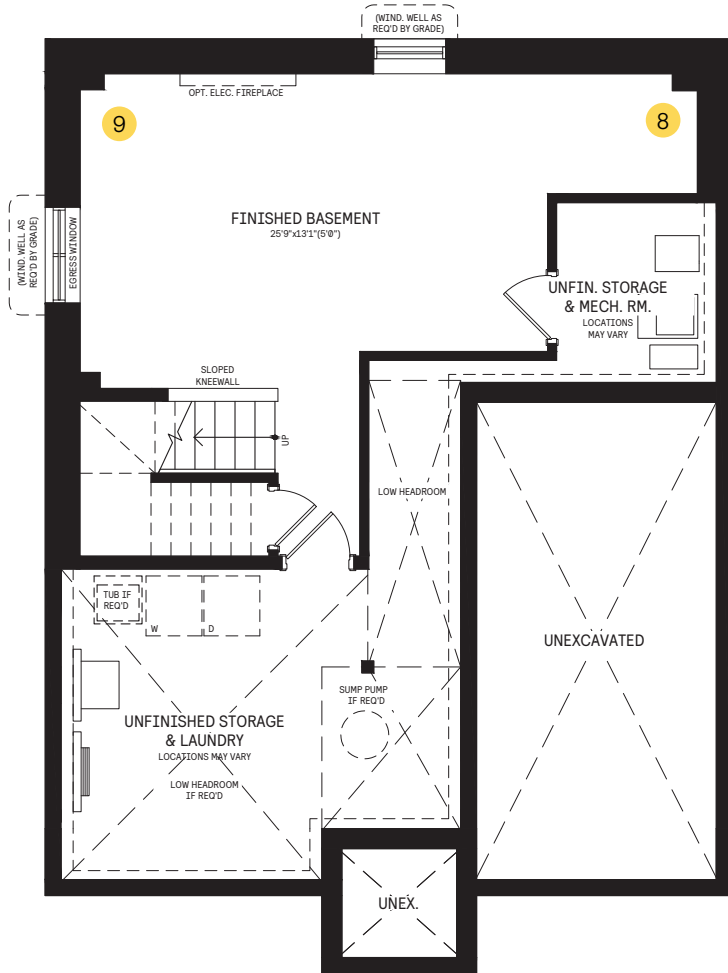 (WIND. WELL AS
REQ'D BY GRADE)
OPT. ELEC. FIREPLACE
9
8
(WIND. WELL AS
REQ'D BY GRADE)
EGRESS WINDOW
FINISHED BASEMENT
25'9"x13'1"(5'0")
UNFIN. STORAGE
& MECH. RM.
LOCATIONS
MAY VARY
SLOPED
KNEEWALL
UP
LOW HEADROOM
TUB IF
REQ'D
W
D
UNEXCAVATED
SUMP PUMP
IF REQ'D
UNFINISHED STORAGE
& LAUNDRY
LOCATIONS MAY VARY
LOW HEADROOM
IF REQ'D
UNEX.